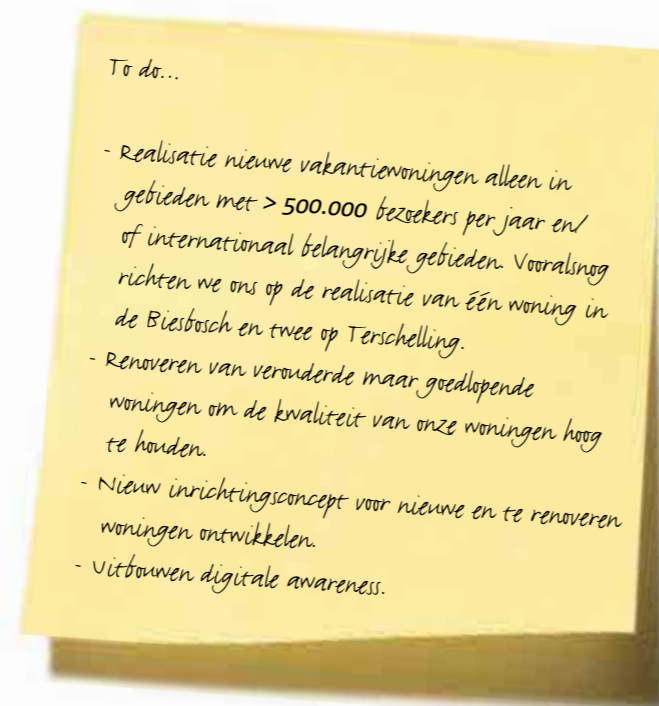 To do...
- Realisatie nieuwe vakantiewoningen alleen in
gebieden met > 500.000 bezoekers per jaar en/
of internationaal belangrijke gebieden. Vooralsnog
richten we ons op de realisatie van één woning in
de Biesbosch en twee op Terschelling.
- Renoveren van verouderde maar goedlopende
woningen om de kwaliteit van onze woningen hoog
te houden.
- Nieuw inrichtingsconcept voor nieuwe en te renoveren
woningen ontwikkelen.
- Uitbouwen digitale awareness.